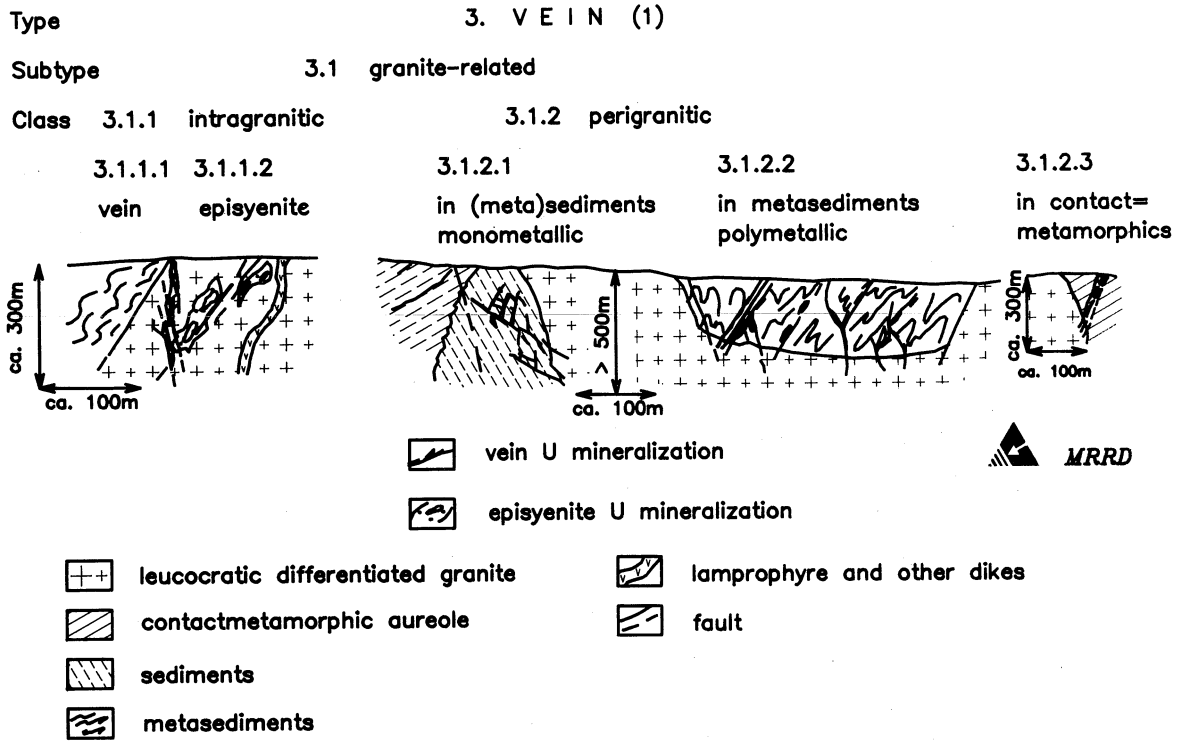 Type 3. VEIN (1)
Subtype 3.1 granite-related
Class 3.1.1 intragranitic 3.1.2 perigranitic
3.1.1.1 3.1.1.2 3.1.2.1 3.1.2.2 3.1.2.3
vein episyenite in (meta)sediments in metasediments in contact=
monometallic polymetallic metamorphics
ca. 300m
ca. 100m
> 500m
ca. 100m
ca. 300m
ca. 100m
vein U mineralization
MRRD
episyenite U mineralization
leucocratic differentiated granite
lamprophyre and other dikes
contactmetamorphic aureole
fault
sediments
metasediments